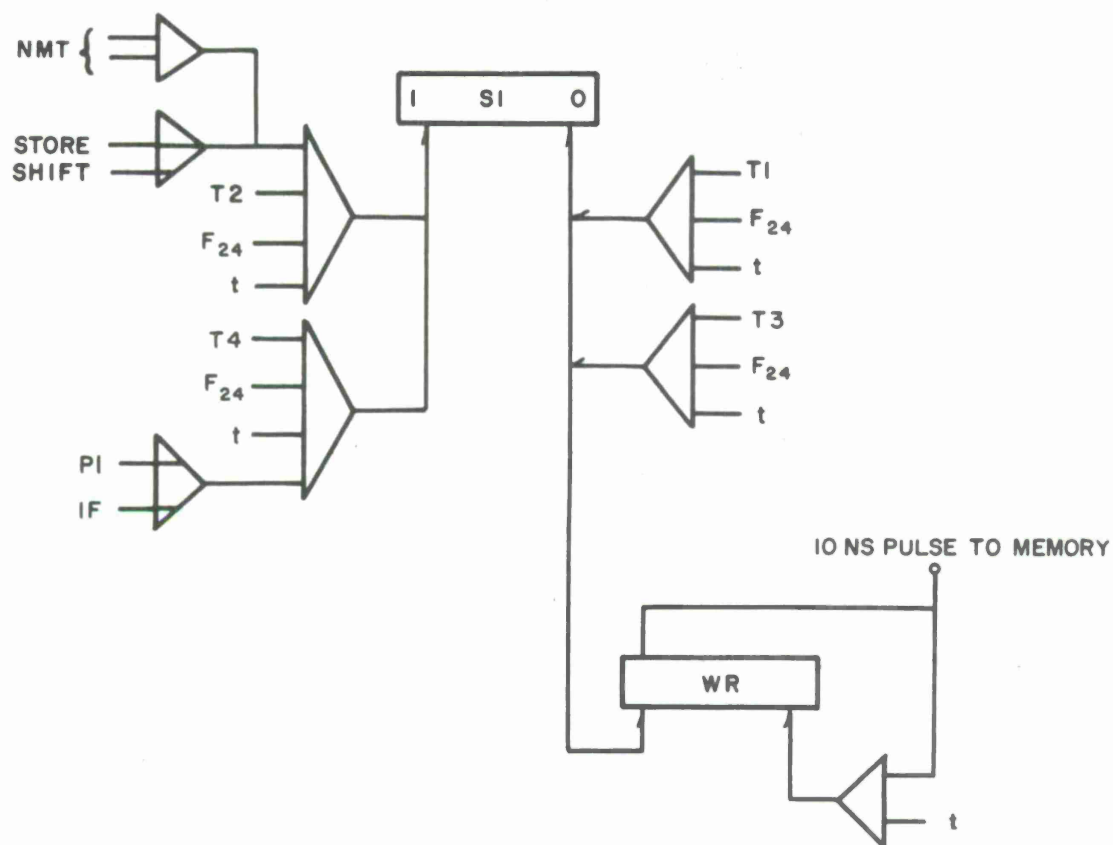 NMT {
STORE
SHIFT
T2
F24
t
T4
F24
t
PI
IF
I SI O
T1
F24
t
T3
F24
t
10 NS PULSE TO MEMORY
WR
t